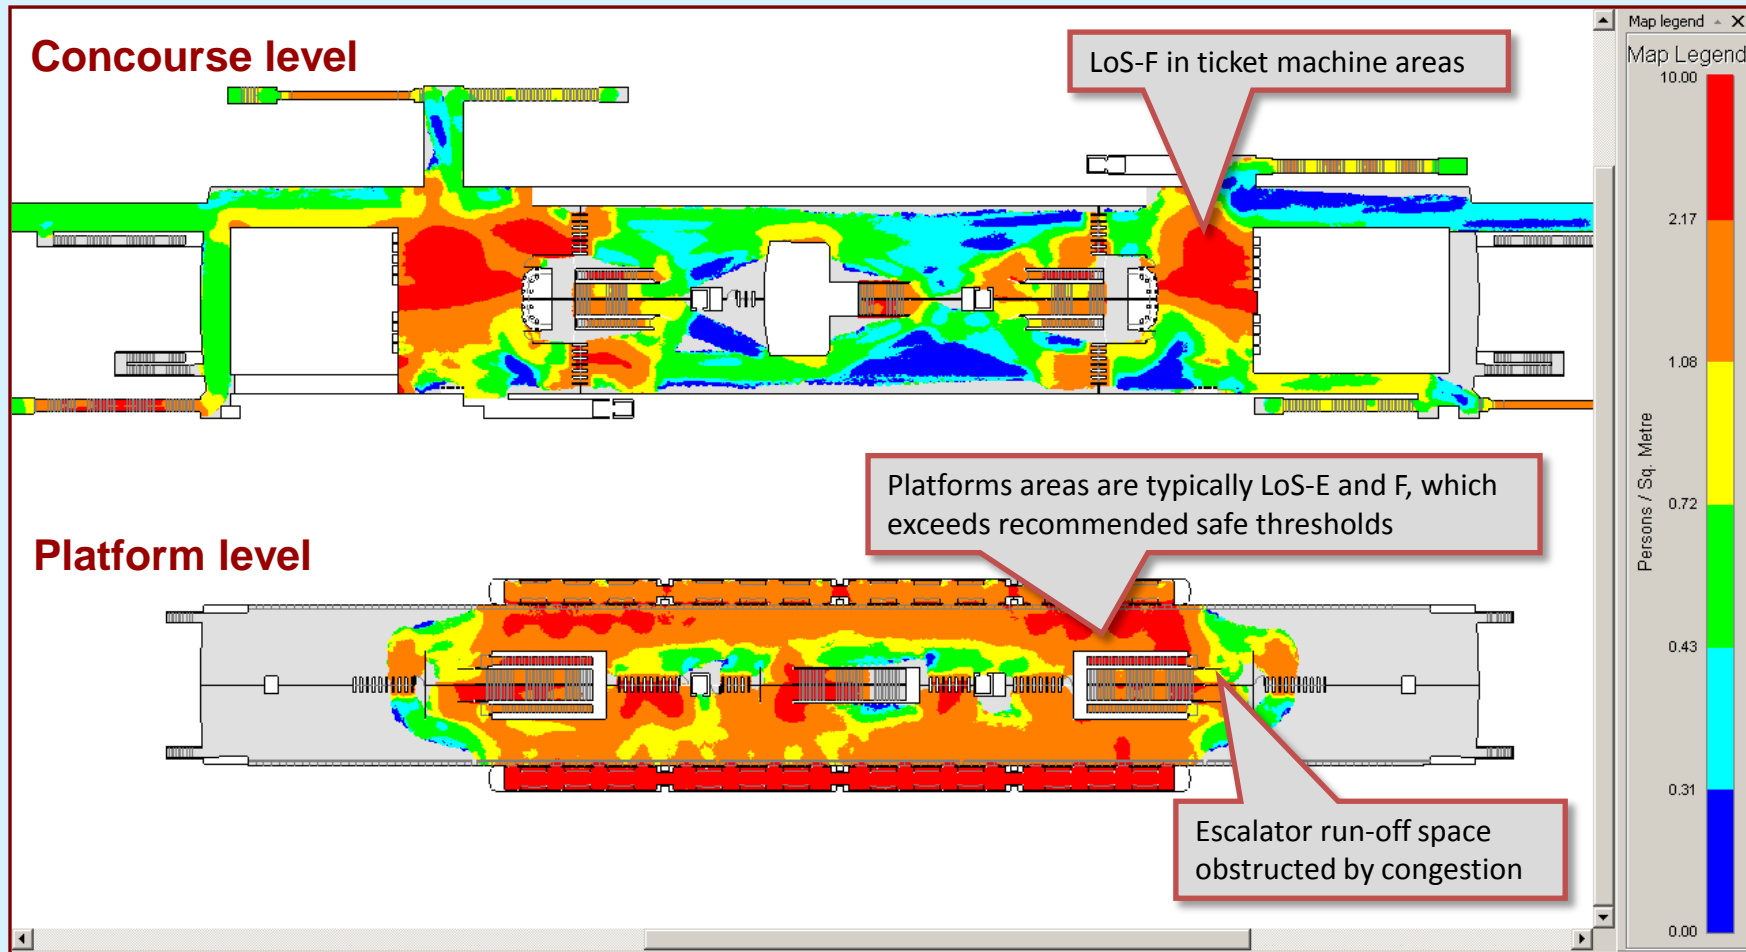 Concourse level
LoS-F in ticket machine areas
Platforms areas are typically LoS-E and F, which
exceeds recommended safe thresholds
Platform level
Escalator run-off space
obstructed by congestion
Map legend
Map Legend
10.00
2.17
1.08
0.72
0.43
0.31
0.00
Persons / Sq. Metre